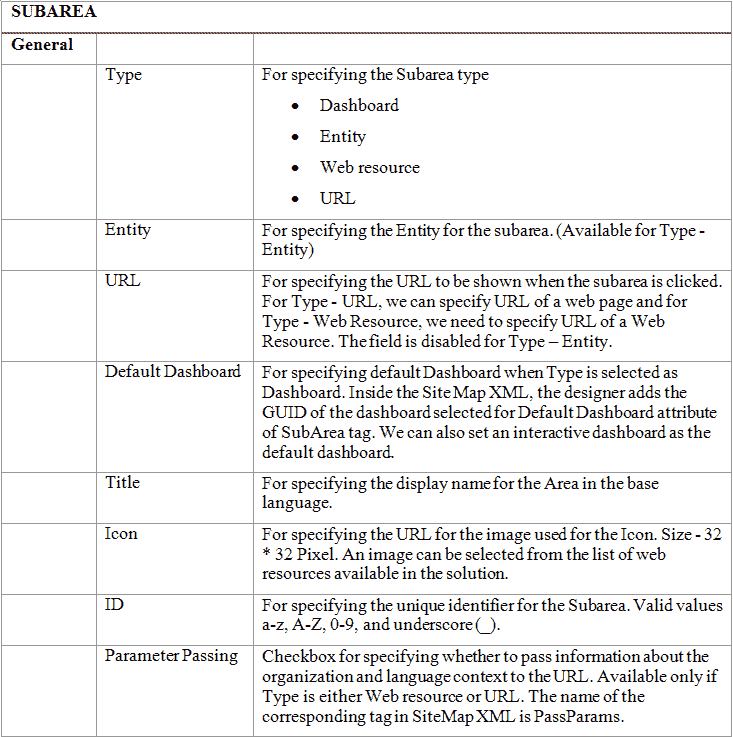 SUBAREA
General
Type
For specifying the Subarea type
• Dashboard
• Entity
• Web resource
• URL
Entity
For specifying the Entity for the subarea. (Available for Type -
Entity)
URL
For specifying the URL to be shown when the subarea is clicked.
For Type - URL, we can specify URL of a web page and for
Type - Web Resource, we need to specify URL of a Web
Resource. The field is disabled for Type – Entity.
Default Dashboard
For specifying default Dashboard when Type is selected as
Dashboard. Inside the Site Map XML, the designer adds the
GUID of the dashboard selected for Default Dashboard attribute
of SubArea tag. We can also set an interactive dashboard as the
default dashboard.
Title
For specifying the display name for the Area in the base
language.
Icon
For specifying the URL for the image used for the Icon. Size - 32
* 32 Pixel. An image can be selected from the list of web
resources available in the solution.
ID
For specifying the unique identifier for the Subarea. Valid values
a-z, A-Z, 0-9, and underscore (_).
Parameter Passing
Checkbox for specifying whether to pass information about the
organization and language context to the URL. Available only if
Type is either Web resource or URL. The name of the
corresponding tag in SiteMap XML is PassParams.